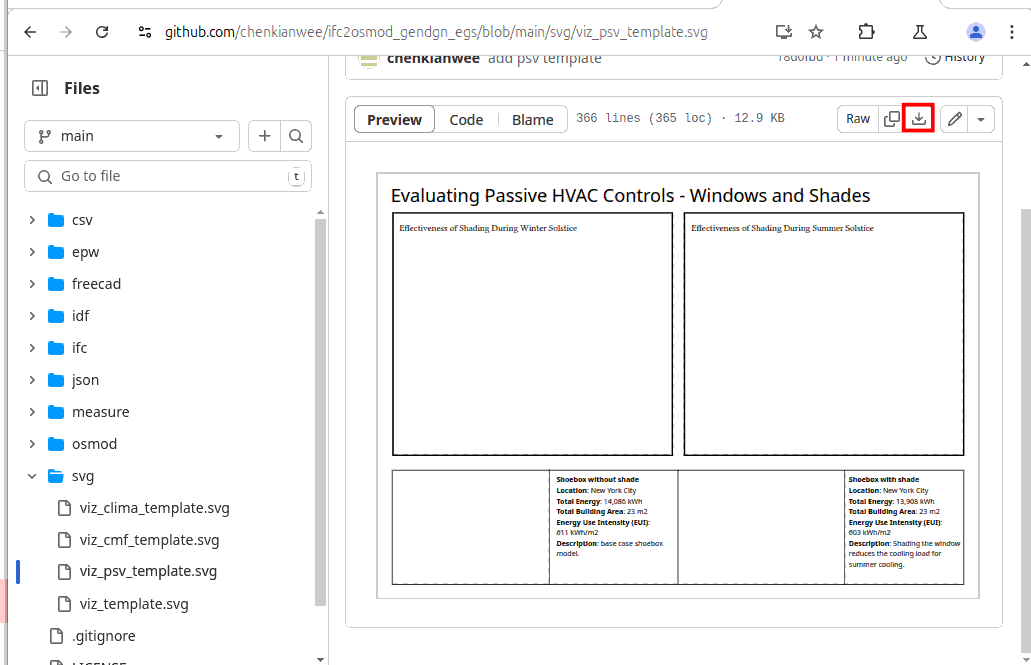 github.com/chenkianwee/ifc2osmod_gendgn_egs/blob/main/svg/viz_psv_template.svg
Files
main
Go to file
t
csv
epw
freecad
idf
ifc
json
measure
osmod
svg
viz_clima_template.svg
viz_cmf_template.svg
viz_psv_template.svg
viz_template.svg
.gitignore
LICENSE
chenkianwee add psv template
1 minute ago
History
Preview
Code
Blame
366 lines (365 loc) · 12.9 KB
Raw
Evaluating Passive HVAC Controls - Windows and Shades
Effectiveness of Shading During Winter Solstice
Effectiveness of Shading During Summer Solstice
Shoebox without shade
Location: New York City
Total Energy: 14,086 kWh
Total Building Area: 23 m2
Energy Use Intensity (EUI):
611 kWh/m2
Description: base case shoebox
model.
Shoebox with shade
Location: New York City
Total Energy: 13,908 kWh
Total Building Area: 23 m2
Energy Use Intensity (EUI):
603 kWh/m2
Description: Shading the window
reduces the cooling load for
summer cooling.